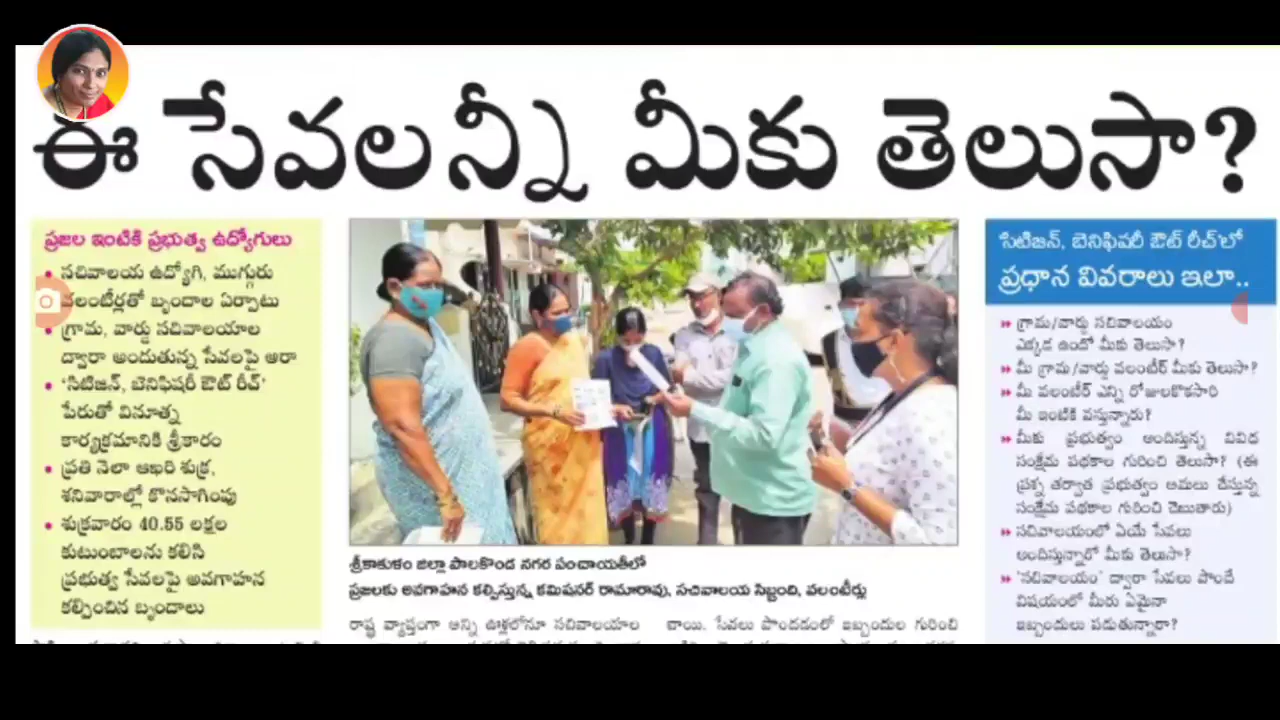 ఈ సేవలన్నీ మీకు తెలుసా?
ప్రజల ఇంటికి ప్రభుత్వ ఉద్యోగులు
• సచివాలయ ఉద్యోగి, ముగ్గురు
వలంటీర్లతో బృందాల ఏర్పాటు
• గ్రామ, వార్డు సచివాలయాల
ద్వారా అందుతున్న సేవలపై ఆరా
• 'సిటిజన్, బెనిఫిషరీ ఔట్ రీచ్'
పేరుతో వినూత్న
కార్యక్రమానికి శ్రీకారం
• ప్రతి నెలా ఆఖరి శుక్ర,
శనివారాల్లో కొనసాగింపు
• శుక్రవారం 40.55 లక్షల
కుటుంబాలను కలిసి
ప్రభుత్వ సేవలపై అవగాహన
కల్పించిన బృందాలు
శ్రీకాకుళం జిల్లా పాలకొండ నగర పంచాయతీలో
ప్రజలకు అవగాహన కల్పిస్తున్న కమిషనర్ రామారావు, సచివాలయ సిబ్బంది, వలంటీర్లు
రాష్ట్ర వ్యాప్తంగా అన్ని ఊళ్లలోనూ సచివాలయాల
చాయి. సేవలు పొందడంలో ఇబ్బందుల గురించి
సిటిజన్, బెనిఫిషరీ ఔట్ రీచ్‌లో
ప్రధాన వివరాలు ఇలా..
» గ్రామ/వార్డు సచివాలయం
ఎక్కడ ఉందో మీకు తెలుసా?
» మీ గ్రామ/వార్డు వలంటీర్ మీకు తెలుసా?
» మీ వలంటీర్ ఎన్ని రోజులకొకసారి
మీ ఇంటికి వస్తున్నారు?
» మీకు ప్రభుత్వం అందిస్తున్న వివిధ
సంక్షేమ పథకాల గురించి తెలుసా? (ఈ
ప్రశ్న తర్వాత ప్రభుత్వం అమలు చేస్తున్న
సంక్షేమ పథకాల గురించి చెబుతారు)
» సచివాలయంలో ఏయే సేవలు
అందిస్తున్నారో మీకు తెలుసా?
» 'సచివాలయం' ద్వారా సేవలు పొందే
విషయంలో మీరు ఏమైనా
ఇబ్బందులు పడుతున్నారా?